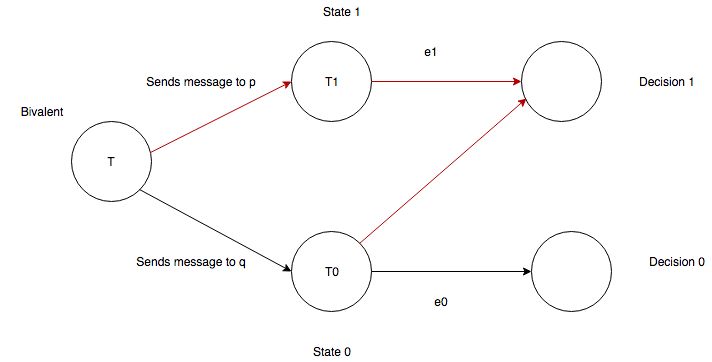 State 1
e1
Sends message to p
T1
Decision 1
Bivalent
T
Sends message to q
T0
Decision 0
e0
State 0